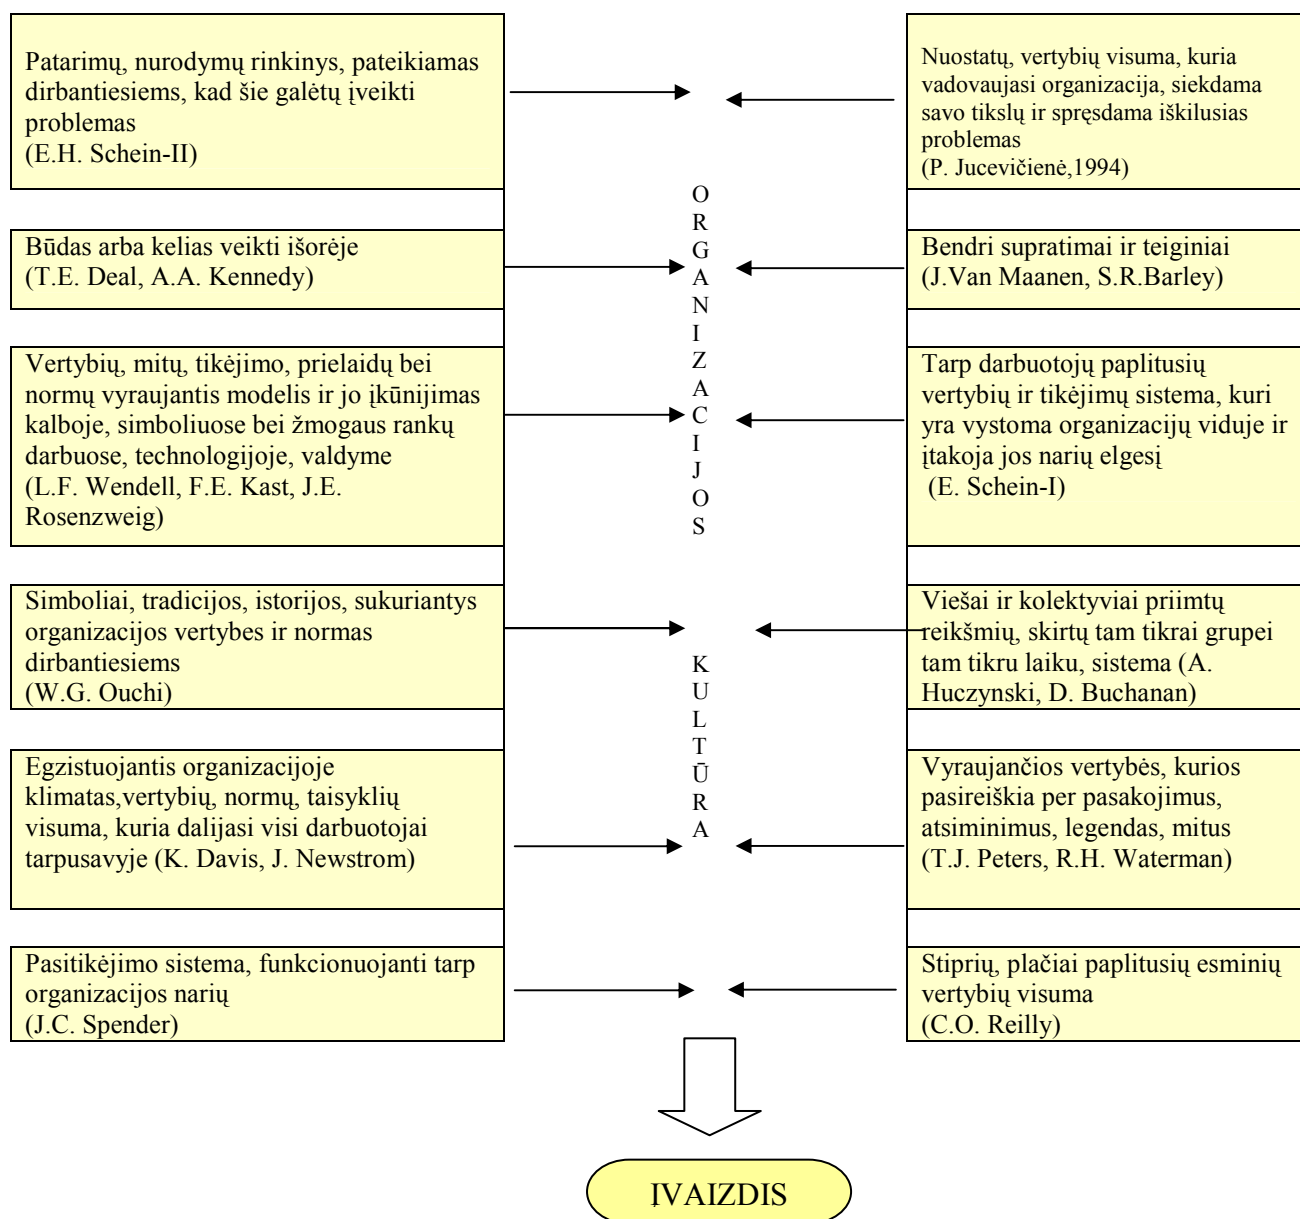 Patarimų, nurodymų rinkinys, pateikiamas
dirbantiesiems, kad šie galėtų įveikti
problemas
(E.H. Schein-II)
Būdas arba kelias veikti išorėje
(T.E. Deal, A.A. Kennedy)
Vertybių, mitų, tikėjimo, prielaidų bei
normų vyraujantis modelis ir jo įkūnijimas
kalboje, simboliuose bei žmogaus rankų
darbuose, technologijoje, valdyme
(L.F. Wendell, F.E. Kast, J.E.
Rosenzweig)
Simboliai, tradicijos, istorijos, sukuriantys
organizacijos vertybes ir normas
dirbantiesiems
(W.G. Ouchi)
Egzistuojantis organizacijoje
klimatas,vertybių, normų, taisyklių
visuma, kuria dalijasi visi darbuotojai
tarpusavyje (K. Davis, J. Newstrom)
Pasitikėjimo sistema, funkcionuojanti tarp
organizacijos narių
(J.C. Spender)
ORGANIZACIJOS
KULTŪRA
Nuostatų, vertybių visuma, kuria
vadovaujasi organizacija, siekdama
savo tikslų ir spręsdama iškilusias
problemas
(P. Jucevičienė,1994)
Bendri supratimai ir teiginiai
(J.Van Maanen, S.R.Barley)
Tarp darbuotojų paplitusių
vertybių ir tikėjimų sistema, kuri
yra vystoma organizacijų viduje ir
įtakoja jos narių elgesį
(E. Schein-I)
Viešai ir kolektyviai priimtų
reikšmių, skirtų tam tikrai grupei
tam tikru laiku, sistema (A.
Huczynski, D. Buchanan)
Vyraujančios vertybės, kurios
pasireiškia per pasakojimus,
atsiminimus, legendas, mitus
(T.J. Peters, R.H. Waterman)
Stiprių, plačiai paplitusių esminių
vertybių visuma
(C.O. Reilly)
ĮVAIZDIS